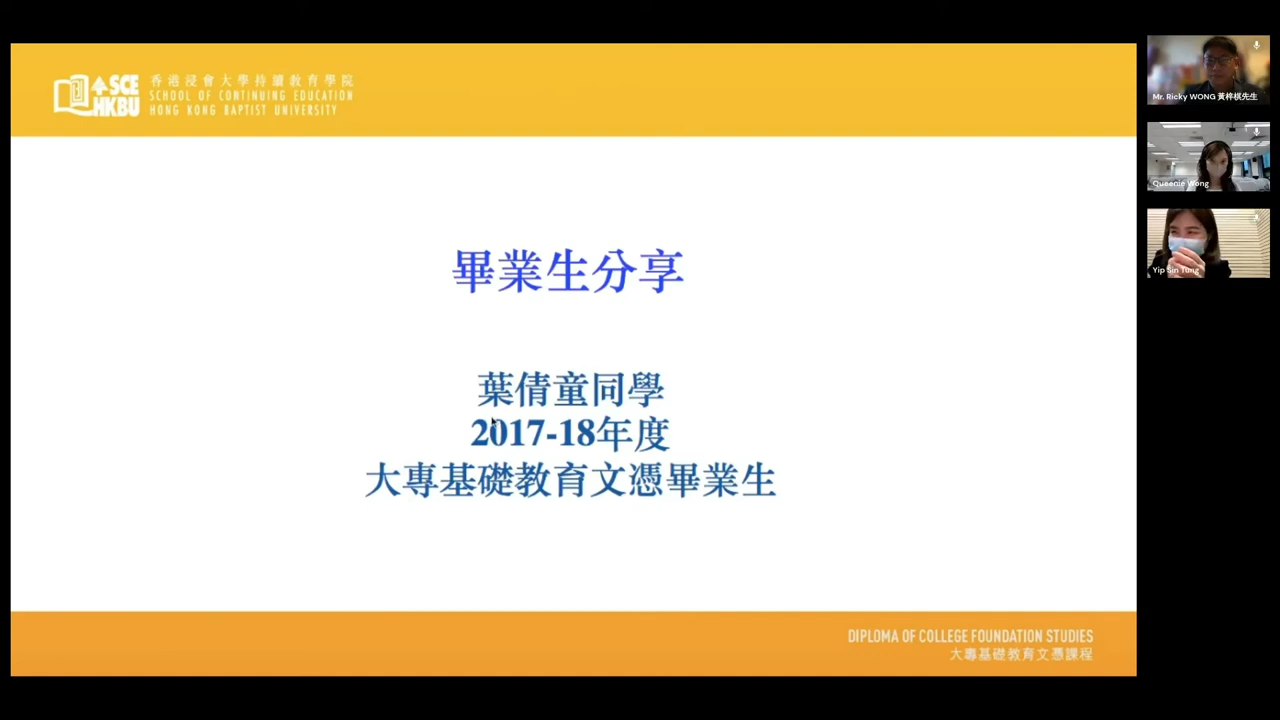 SCE
HKBU
香港浸會大學持續教育學院
SCHOOL OF CONTINUING EDUCATION
HONG KONG BAPTIST UNIVERSITY
畢業生分享
葉倩童同學
2017-18年度
大專基礎教育文憑畢業生
DIPLOMA OF COLLEGE FOUNDATION STUDIES
大專基礎教育文憑課程
Mr. Ricky WONG 黃梓棋先生
Queenie Wong
Yip Sin Tung